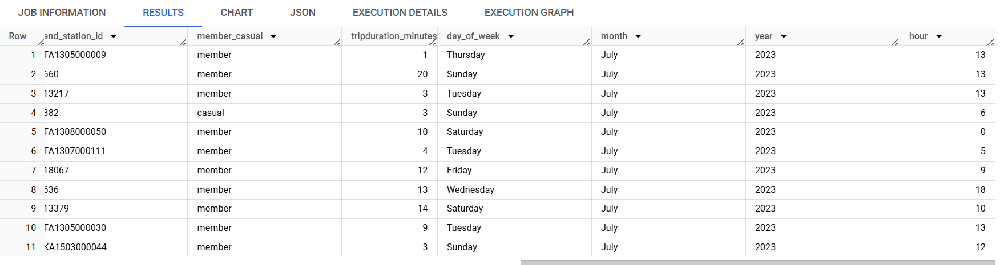 JOB INFORMATION RESULTS CHART JSON EXECUTION DETAILS EXECUTION GRAPH
Row end_station_id member_casual tripduration_minutes day_of_week month year hour
1 TA1305000009 member 1 Thursday July 2023 13
2 660 member 20 Sunday July 2023 13
3 13217 member 3 Tuesday July 2023 13
4 382 casual 3 Sunday July 2023 6
5 TA1308000050 member 10 Saturday July 2023 0
6 TA1307000111 member 4 Tuesday July 2023 5
7 18067 member 12 Friday July 2023 9
8 636 member 13 Wednesday July 2023 18
9 13379 member 14 Saturday July 2023 10
10 TA1305000030 member 9 Tuesday July 2023 13
11 KA1503000044 member 3 Sunday July 2023 12